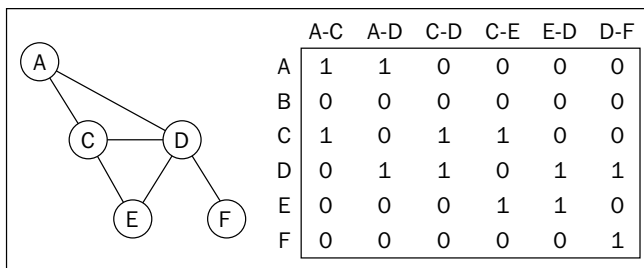 A
C
D
E
F
A-C A-D C-D C-E E-D D-F
A 1 1 0 0 0 0
B 0 0 0 0 0 0
C 1 0 1 1 0 0
D 0 1 1 0 1 1
E 0 0 0 1 1 0
F 0 0 0 0 0 1